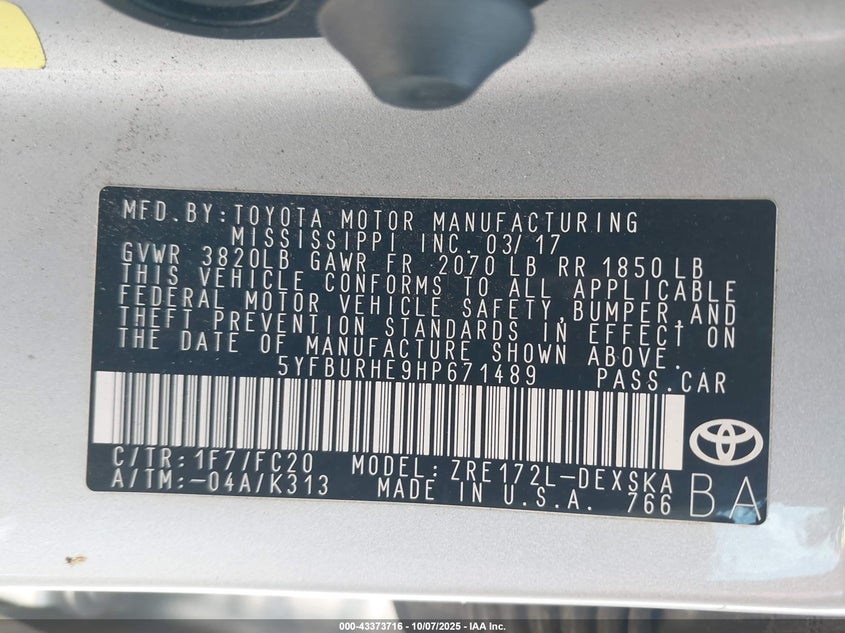 MFD.BY:TOYOTA MOTOR MANUFACTURING
MISSISSIPPI INC. 03/17
GVWR 3820LB GAWR FR 2070LB RR 1850LB
THIS VEHICLE CONFORMS TO ALL APPLICABLE
FEDERAL MOTOR VEHICLE SAFETY,BUMPER,AND
THEFT PREVENTION STANDARDS IN EFFECT ON
THE DATE OF MANUFACTURE SHOWN ABOVE.
5YFBURHE9HP671489 PASS.CAR
C/TR:1F7/FC20 MODEL:ZRE172L-DEXSKA
A/TM:-04A/K313 MADE IN U.S.A. 766
BA
000-43373716 - 10/07/2025 - IAA Inc.